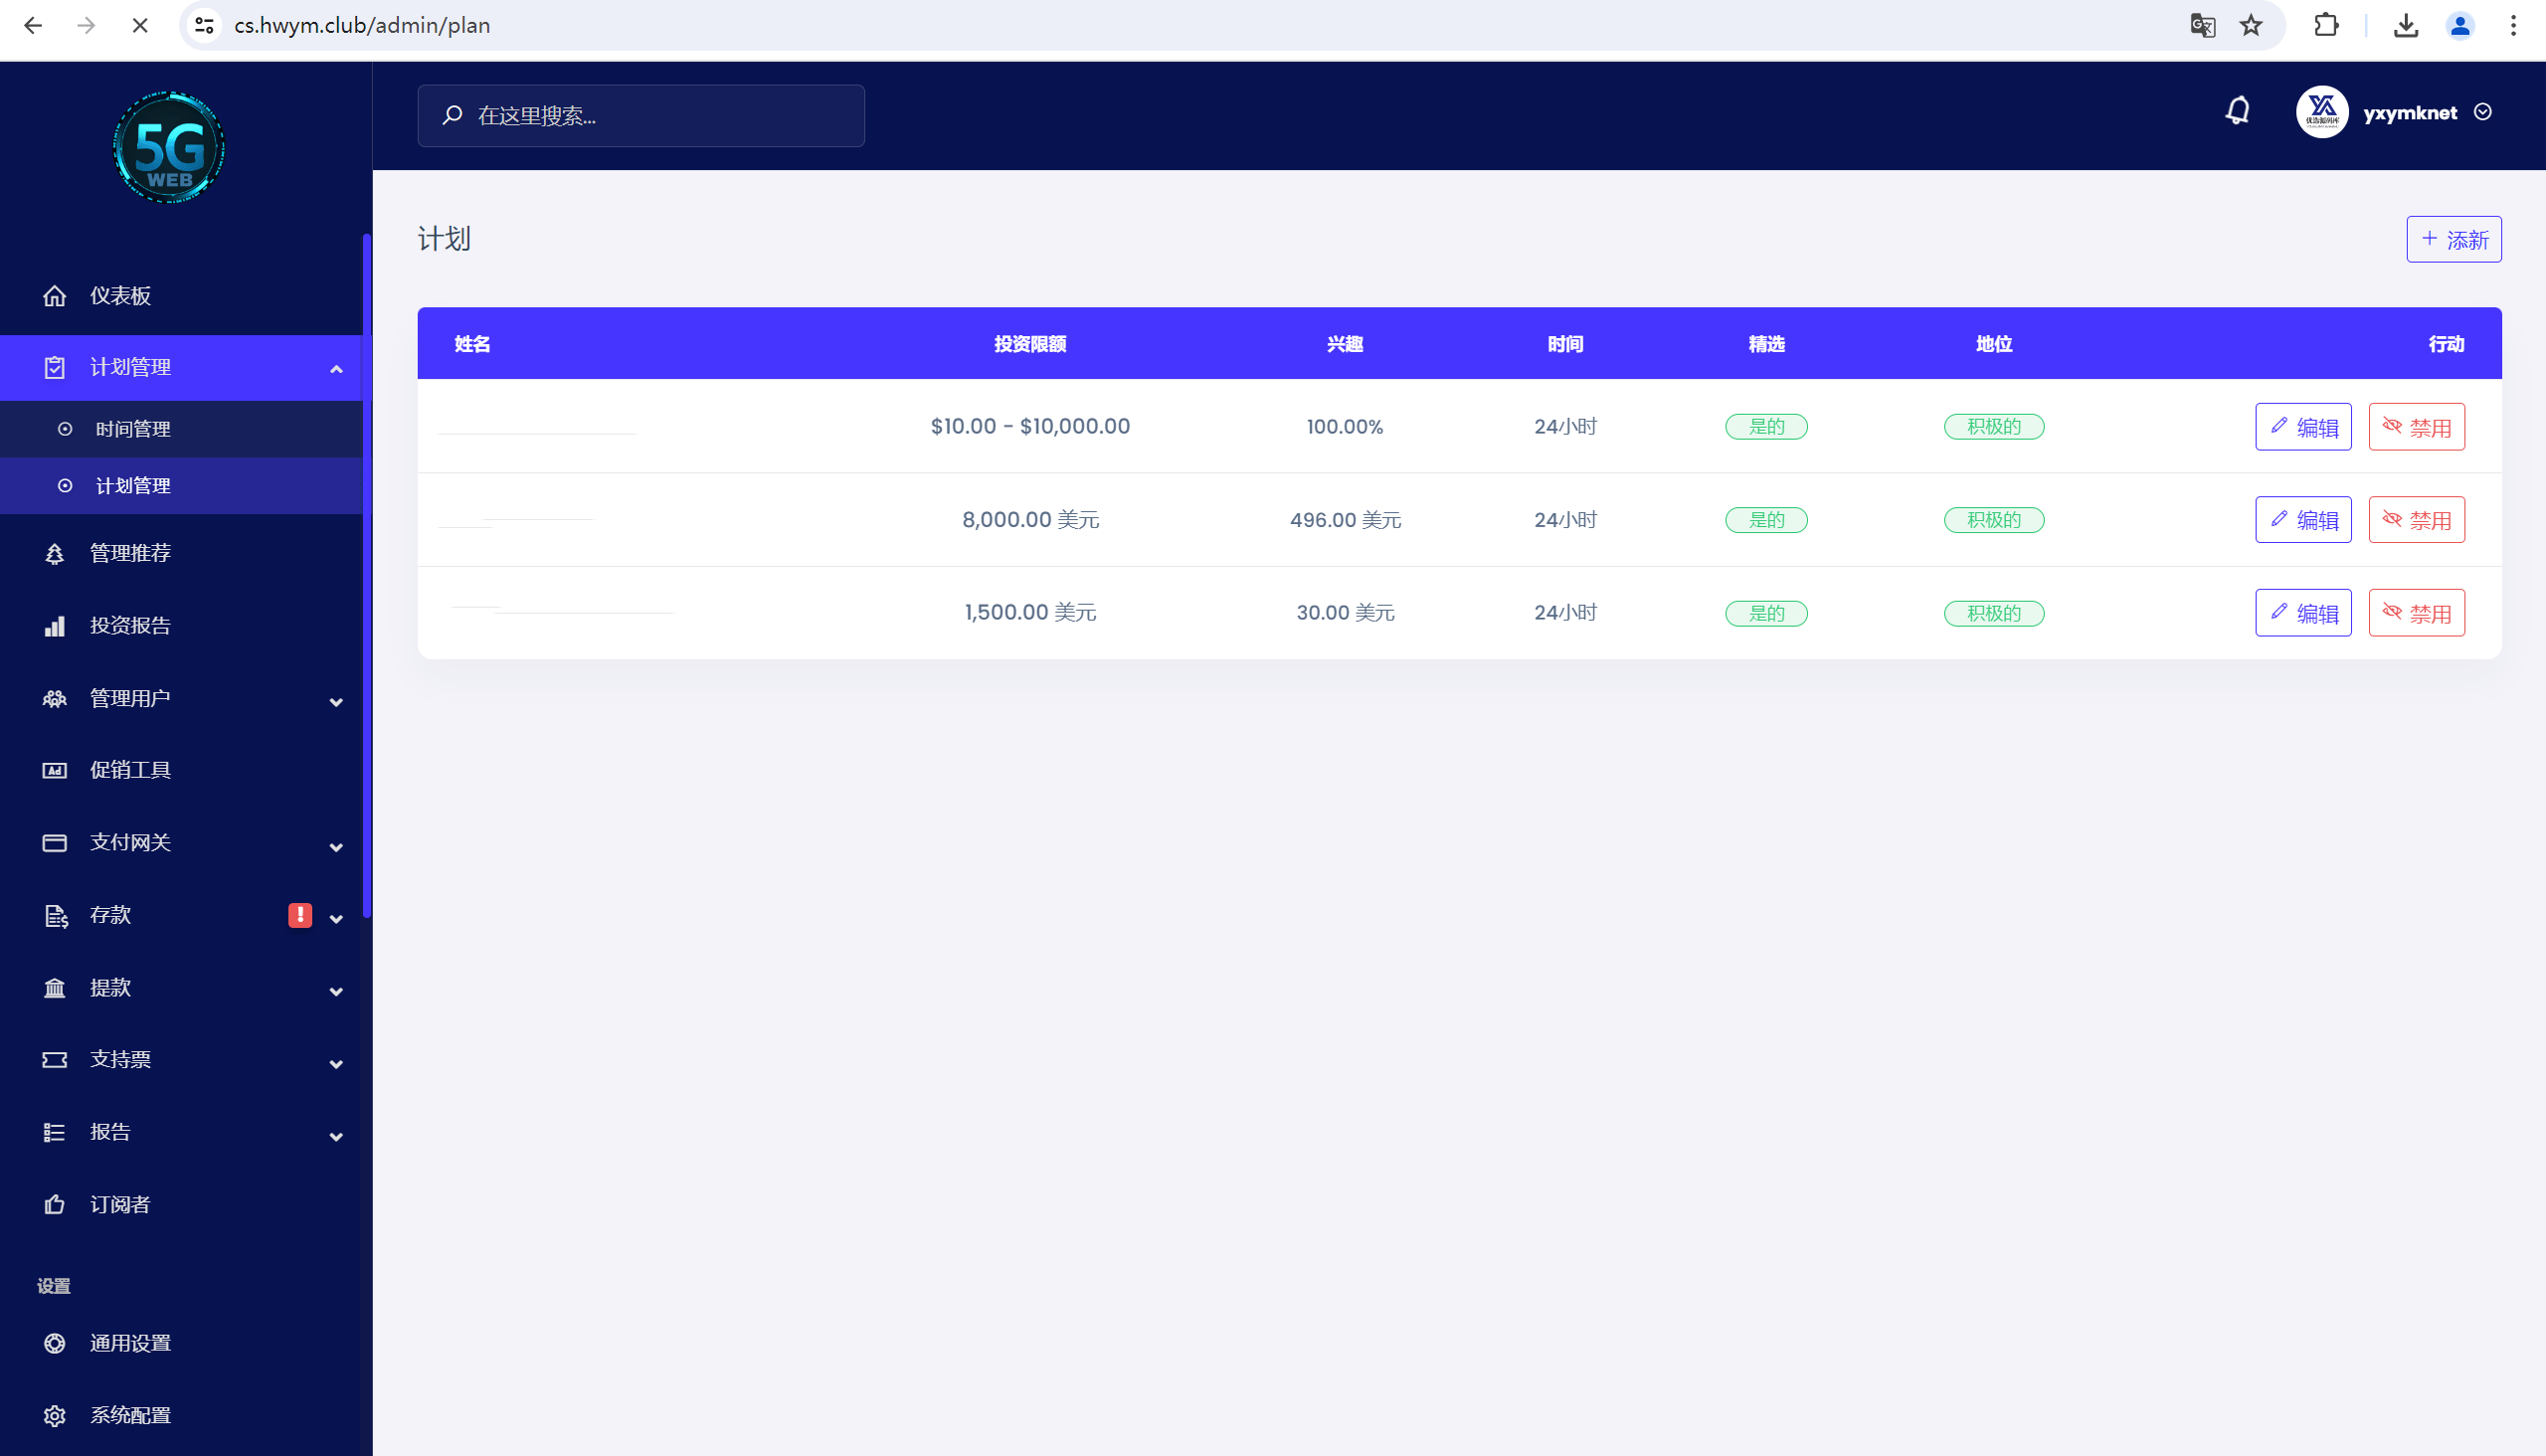 cs.hwym.club/admin/plan
5G
WEB
在这里搜索...
优选源码库
yxymknet
仪表板
计划管理
时间管理
计划管理
管理推荐
投资报告
管理用户
Ad
促销工具
支付网关
存款
!
提款
支持票
报告
订阅者
设置
通用设置
系统配置
计划
+ 添新
姓名 投资限额 兴趣 时间 精选 地位 行动
$10.00 - $10,000.00 100.00% 24小时 是的 积极的 编辑 禁用
8,000.00 美元 496.00 美元 24小时 是的 积极的 编辑 禁用
1,500.00 美元 30.00 美元 24小时 是的 积极的 编辑 禁用